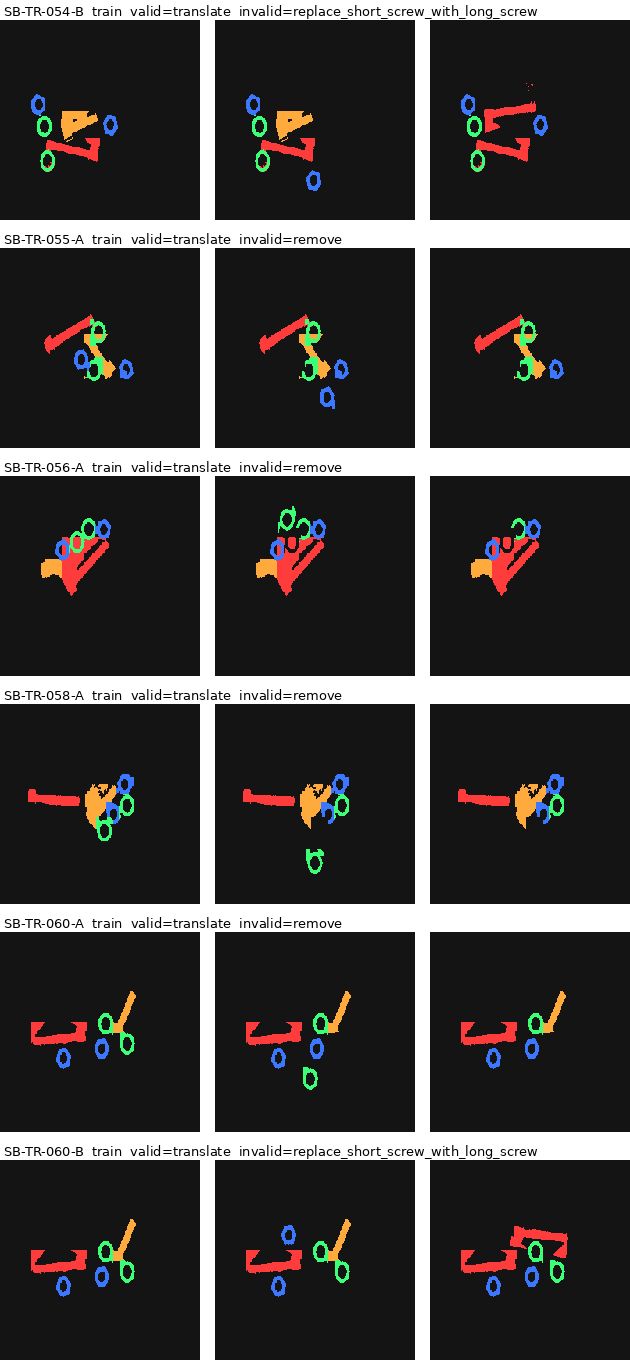 SB-TR-054-B  train  valid=translate  invalid=replace_short_screw_with_long_screw
SB-TR-055-A  train  valid=translate  invalid=remove
SB-TR-056-A  train  valid=translate  invalid=remove
SB-TR-058-A  train  valid=translate  invalid=remove
SB-TR-060-A  train  valid=translate  invalid=remove
SB-TR-060-B  train  valid=translate  invalid=replace_short_screw_with_long_screw